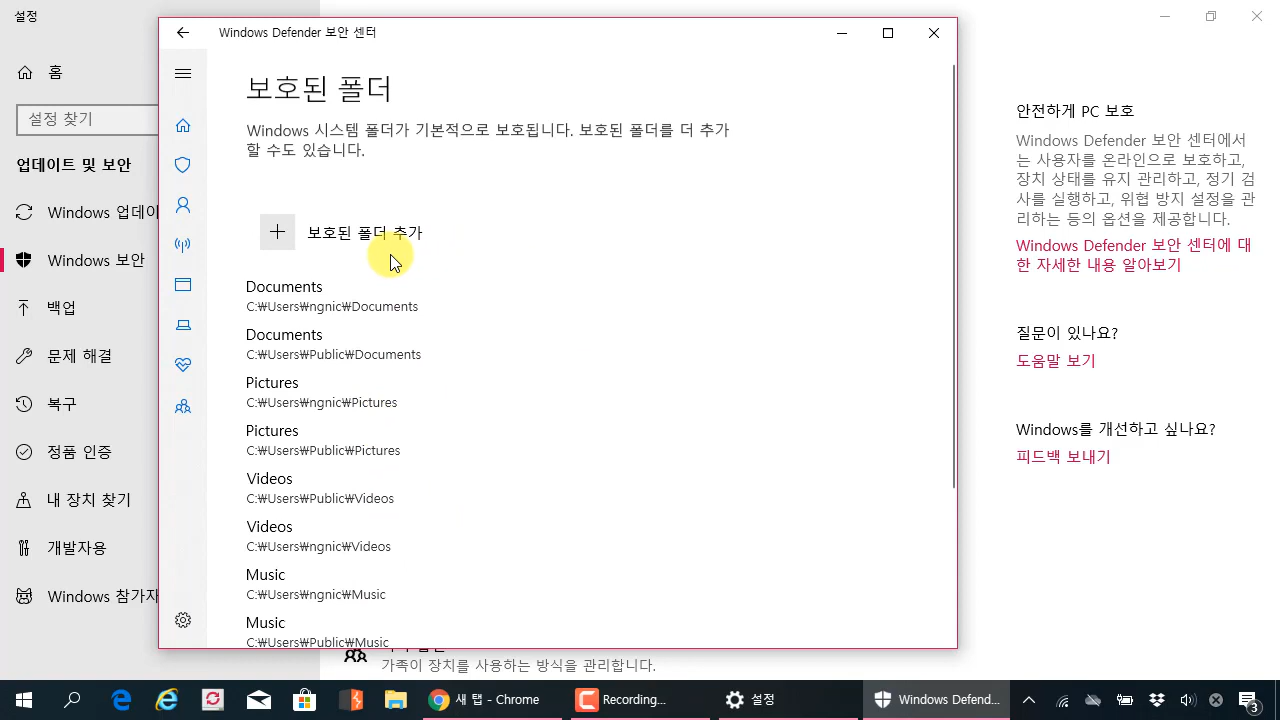 설정
홈
설정 찾기
업데이트 및 보안
Windows 업데이
Windows 보안
백업
문제 해결
복구
정품 인증
내 장치 찾기
개발자용
Windows 참가자
Windows Defender 보안 센터
보호된 폴더
Windows 시스템 폴더가 기본적으로 보호됩니다. 보호된 폴더를 더 추가
할 수도 있습니다.
보호된 폴더 추가
Documents
C:₩Users₩ngnic₩Documents
Documents
C:₩Users₩Public₩Documents
Pictures
C:₩Users₩ngnic₩Pictures
Pictures
C:₩Users₩Public₩Pictures
Videos
C:₩Users₩Public₩Videos
Videos
C:₩Users₩ngnic₩Videos
Music
C:₩Users₩ngnic₩Music
Music
C:₩Users₩Public₩Music
가족이 장치를 사용하는 방식을 관리합니다.
안전하게 PC 보호
Windows Defender 보안 센터에서
는 사용자를 온라인으로 보호하고,
장치 상태를 유지 관리하고, 정기 검
사를 실행하고, 위협 방지 설정을 관
리하는 등의 옵션을 제공합니다.
Windows Defender 보안 센터에 대
한 자세한 내용 알아보기
질문이 있나요?
도움말 보기
Windows를 개선하고 싶나요?
피드백 보내기
새 탭 - Chrome
Recording...
설정
Windows Defend...
3